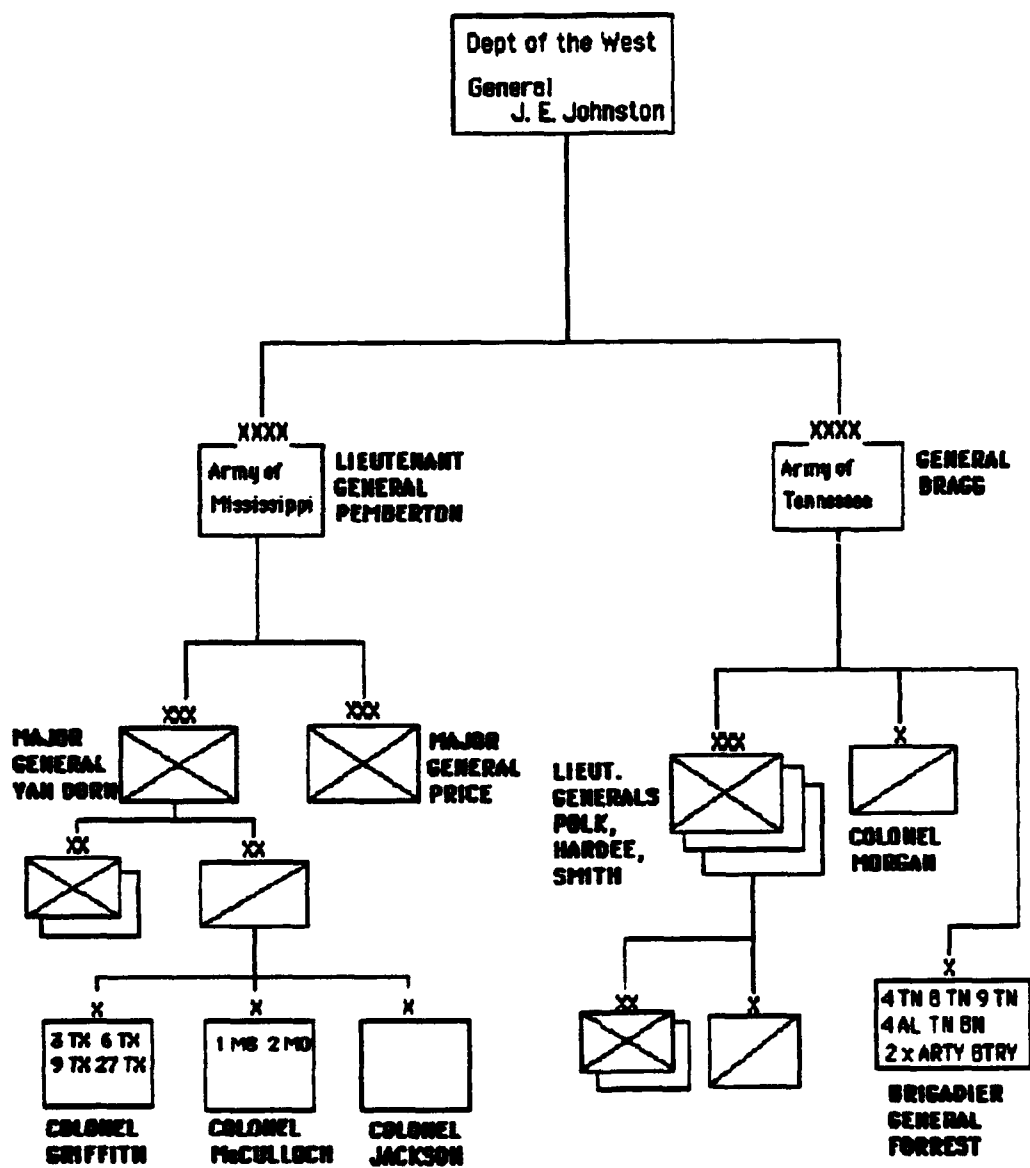 Dept of the West
General
J. E. Johnston
XXXX
Army of
Mississippi
LIEUTENANT
GENERAL
PEMBERTON
XXXX
Army of
Tennessee
GENERAL
BRAGG
XXX
MAJOR
GENERAL
VAN DORN
XXX
MAJOR
GENERAL
PRICE
XXX
LIEUT.
GENERALS
POLK,
HARDEE,
SMITH
X
COLONEL
MORGAN
XX
XX
X
3 TX 6 TX
9 TX 27 TX
COLONEL
GRIFFITH
X
1 MS 2 MO
COLONEL
McCULLOCH
X
COLONEL
JACKSON
XX
X
X
4 TN 8 TN 9 TN
4 AL TN BN
2 x ARTY BTRY
BRIGADIER
GENERAL
FORREST